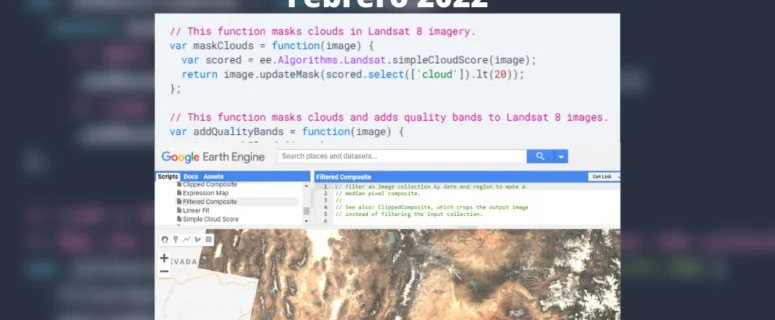 Febrero 2022
// This function masks clouds in Landsat 8 imagery.
var maskClouds = function(image) {
var scored = ee.Algorithms.Landsat.simpleCloudScore(image);
return image.updateMask(scored.select(['cloud']).lt(20));
};
// This function masks clouds and adds quality bands to Landsat 8 images.
var addQualityBands = function(image) {
Google Earth Engine
Search places and datasets...
Scripts Docs Assets
Clipped Composite
Expression Map
Filtered Composite
Linear Fit
Simple Cloud Score
Filtered Composite
Get Link
1 // Filter an image collection by date and region to make a
2 // median pixel composite.
3 //
4 // See also: ClippedComposite, which crops the output image
5 // instead of filtering the input collection.
6
EVADA